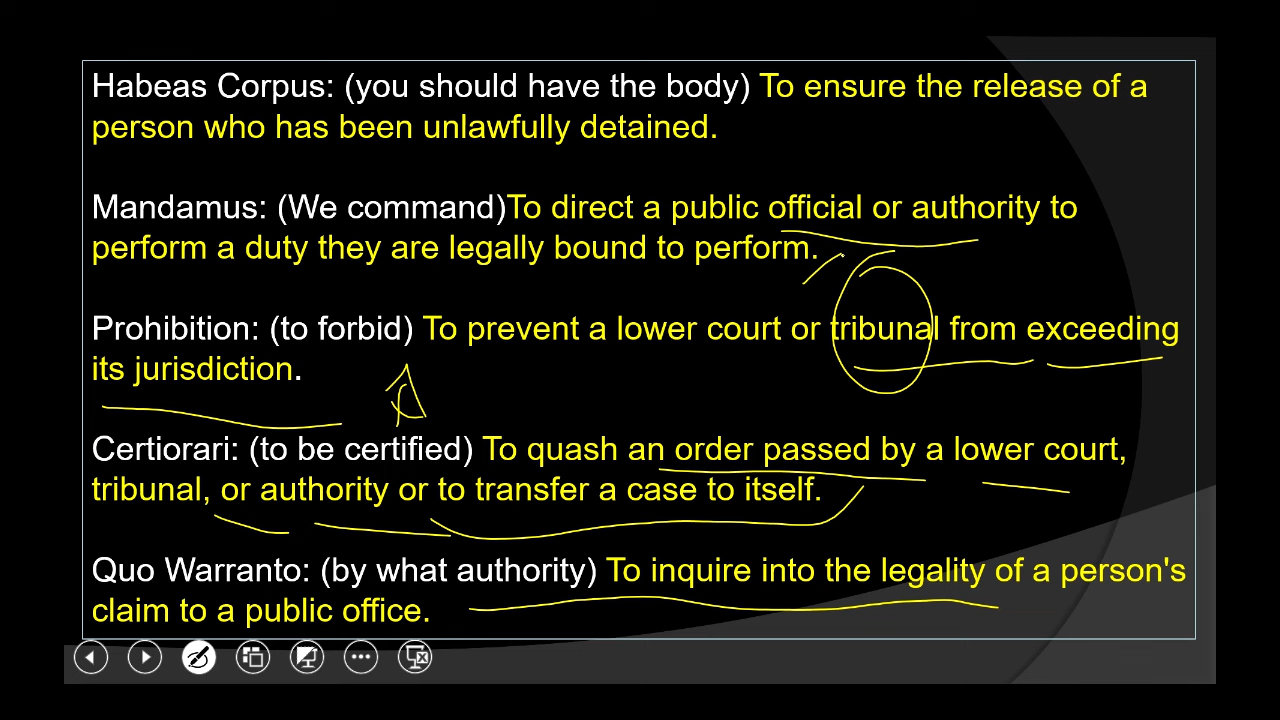 Habeas Corpus: (you should have the body) To ensure the release of a
person who has been unlawfully detained.
Mandamus: (We command)To direct a public official or authority to
perform a duty they are legally bound to perform.
Prohibition: (to forbid) To prevent a lower court or tribunal from exceeding
its jurisdiction.
Certiorari: (to be certified) To quash an order passed by a lower court,
tribunal, or authority or to transfer a case to itself.
Quo Warranto: (by what authority) To inquire into the legality of a person's
claim to a public office.